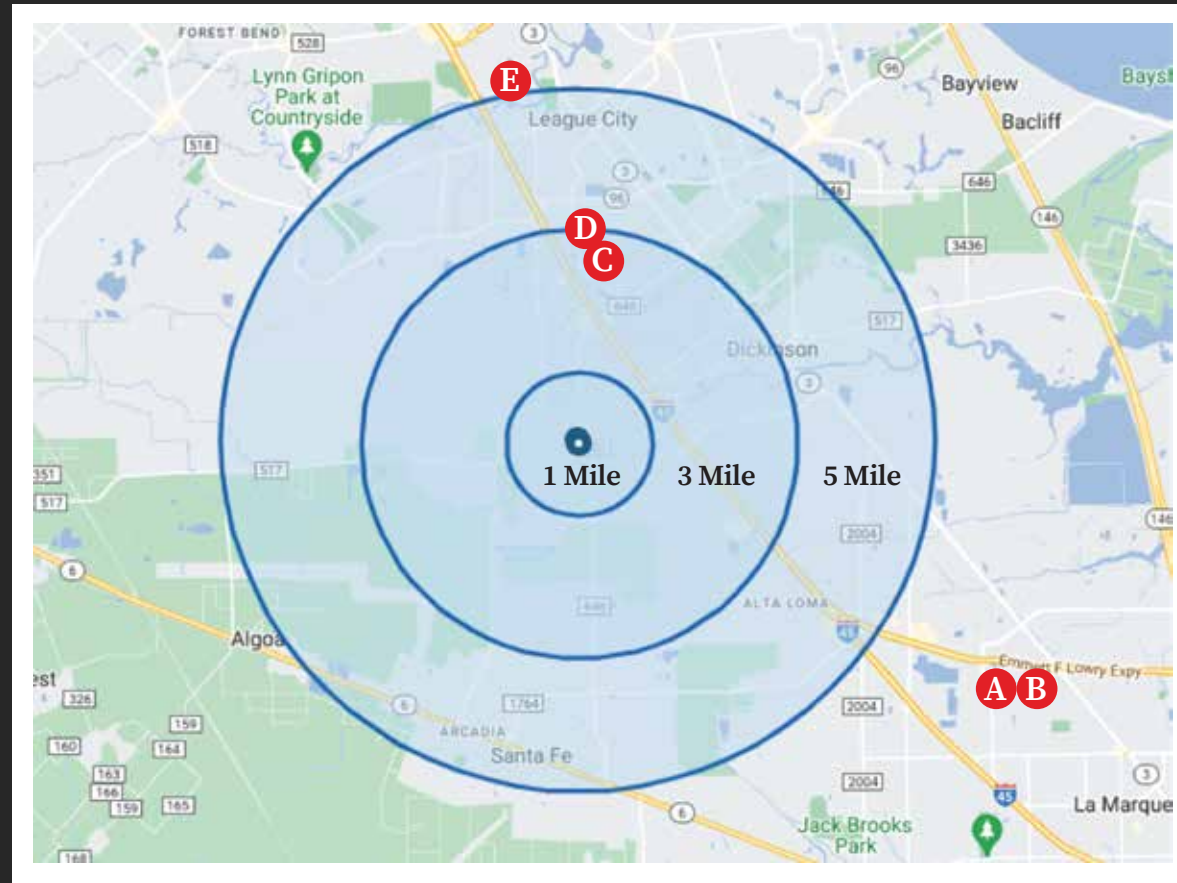 FOREST BEND
528
3
E
96
Lynn Gripon
Park at
Countryside
Bayview
Baysh
League City
Bacliff
518
3
646
646
96
146
D
3436
C
646
517
Dickinson
3
45
1 Mile
3 Mile
5 Mile
517
351
517
146
2004
6
646
ALTA LOMA
45
Algoa
Emmett F Lowry Expy
est
A
B
326
1764
6
2004
159
ARCADIA
160
164
Santa Fe
163
2004
3
166
45
159
165
6
La Marque
Jack Brooks
Park
168